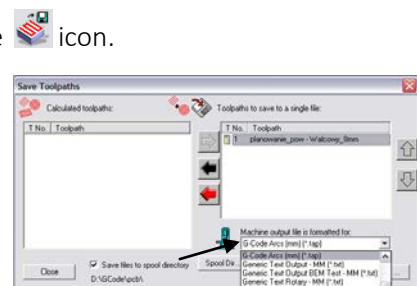 e icon.
Save Toolpaths
Calculated toolpaths:
Toolpaths to save to a single file:
T No. Toolpath
T No. Toolpath
1 planowanie_pow - Walcowy_8mm
Machine output file is formatted for:
G-Code Arcs (mm) (*.tap)
G-Code Arcs (mm) (*.tap)
Generic Text Output - MM (*.txt)
Generic Text Output BEM Test - MM (*.txt)
Generic Text Rotary - MM (*.txt)
Save files to spool directory
Spool Dir...
Close
D:\GCode\pcb\